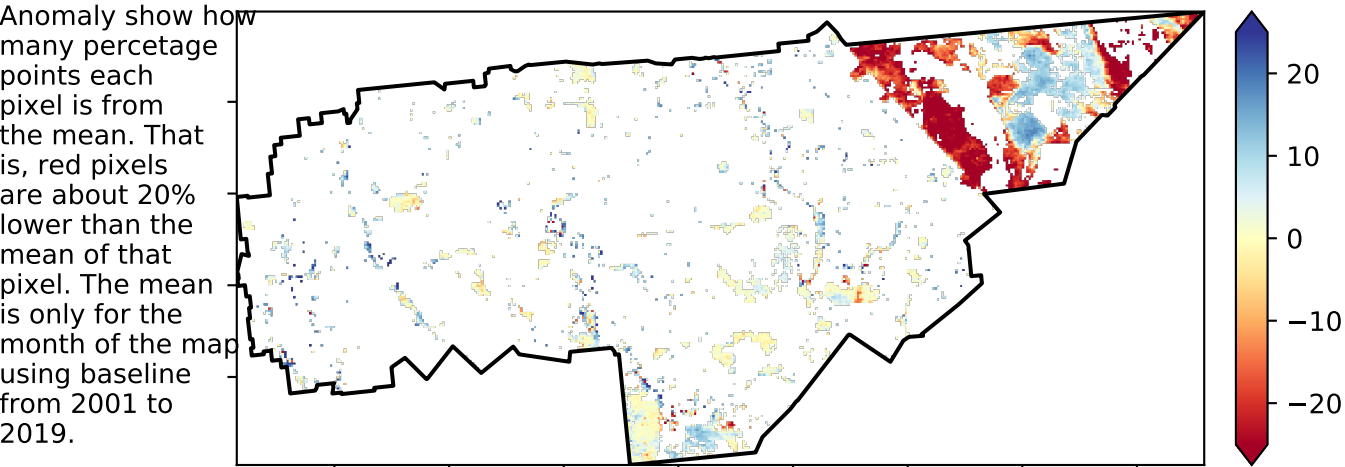 Anomaly show how
many percetage
points each
pixel is from
the mean. That
is, red pixels
are about 20%
lower than the
mean of that
pixel. The mean
is only for the
month of the map
using baseline
from 2001 to
2019.
20
10
0
−10
−20